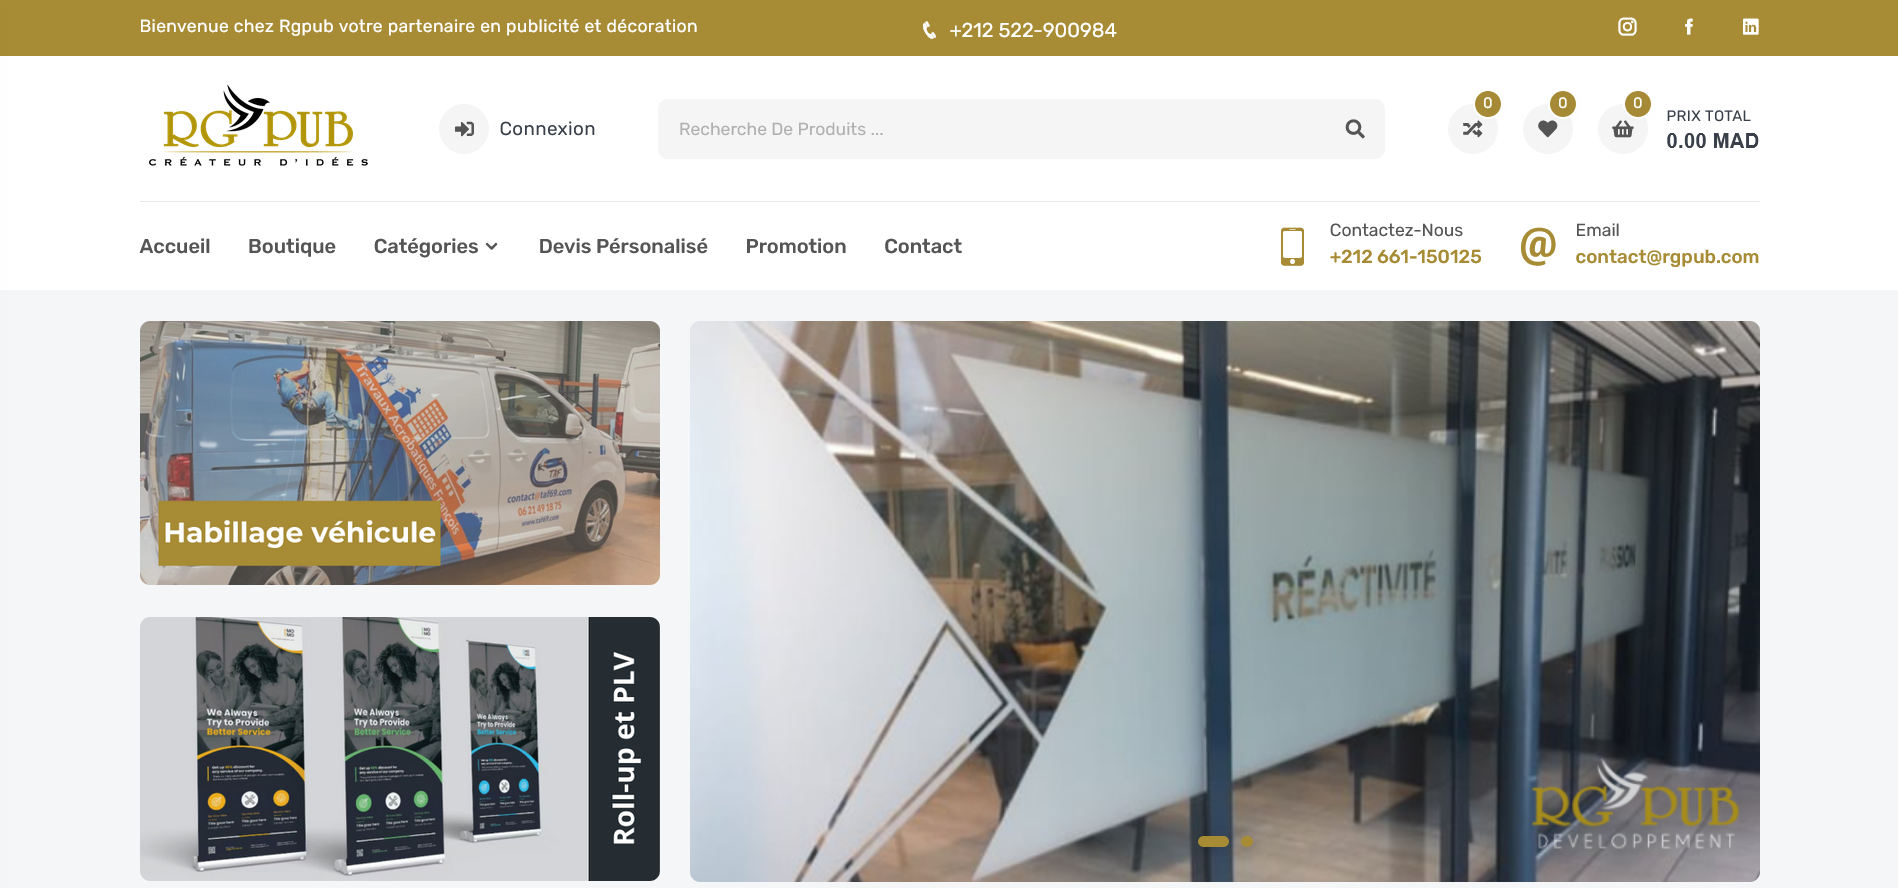 Bienvenue chez Rgpub votre partenaire en publicité et décoration
+212 522-900984
RG PUB
CRÉATEUR D'IDÉES
Connexion
Recherche De Produits ...
0
0
0
PRIX TOTAL
0.00 MAD
Accueil
Boutique
Catégories
Devis Pérsonalisé
Promotion
Contact
Contactez-Nous
+212 661-150125
Email
contact@rgpub.com
Travaux Acrobatiques Français
TAF
contact@taf69.com
06 21 49 18 75
www.taf69.com
Habillage véhicule
We Always
Try to Provide
Better Service
We Always
Try to Provide
Better Service
We Always
Try to Provide
Better Service
Roll-up et PLV
RÉACTIVITÉ
RG PUB
DEVELOPPEMENT